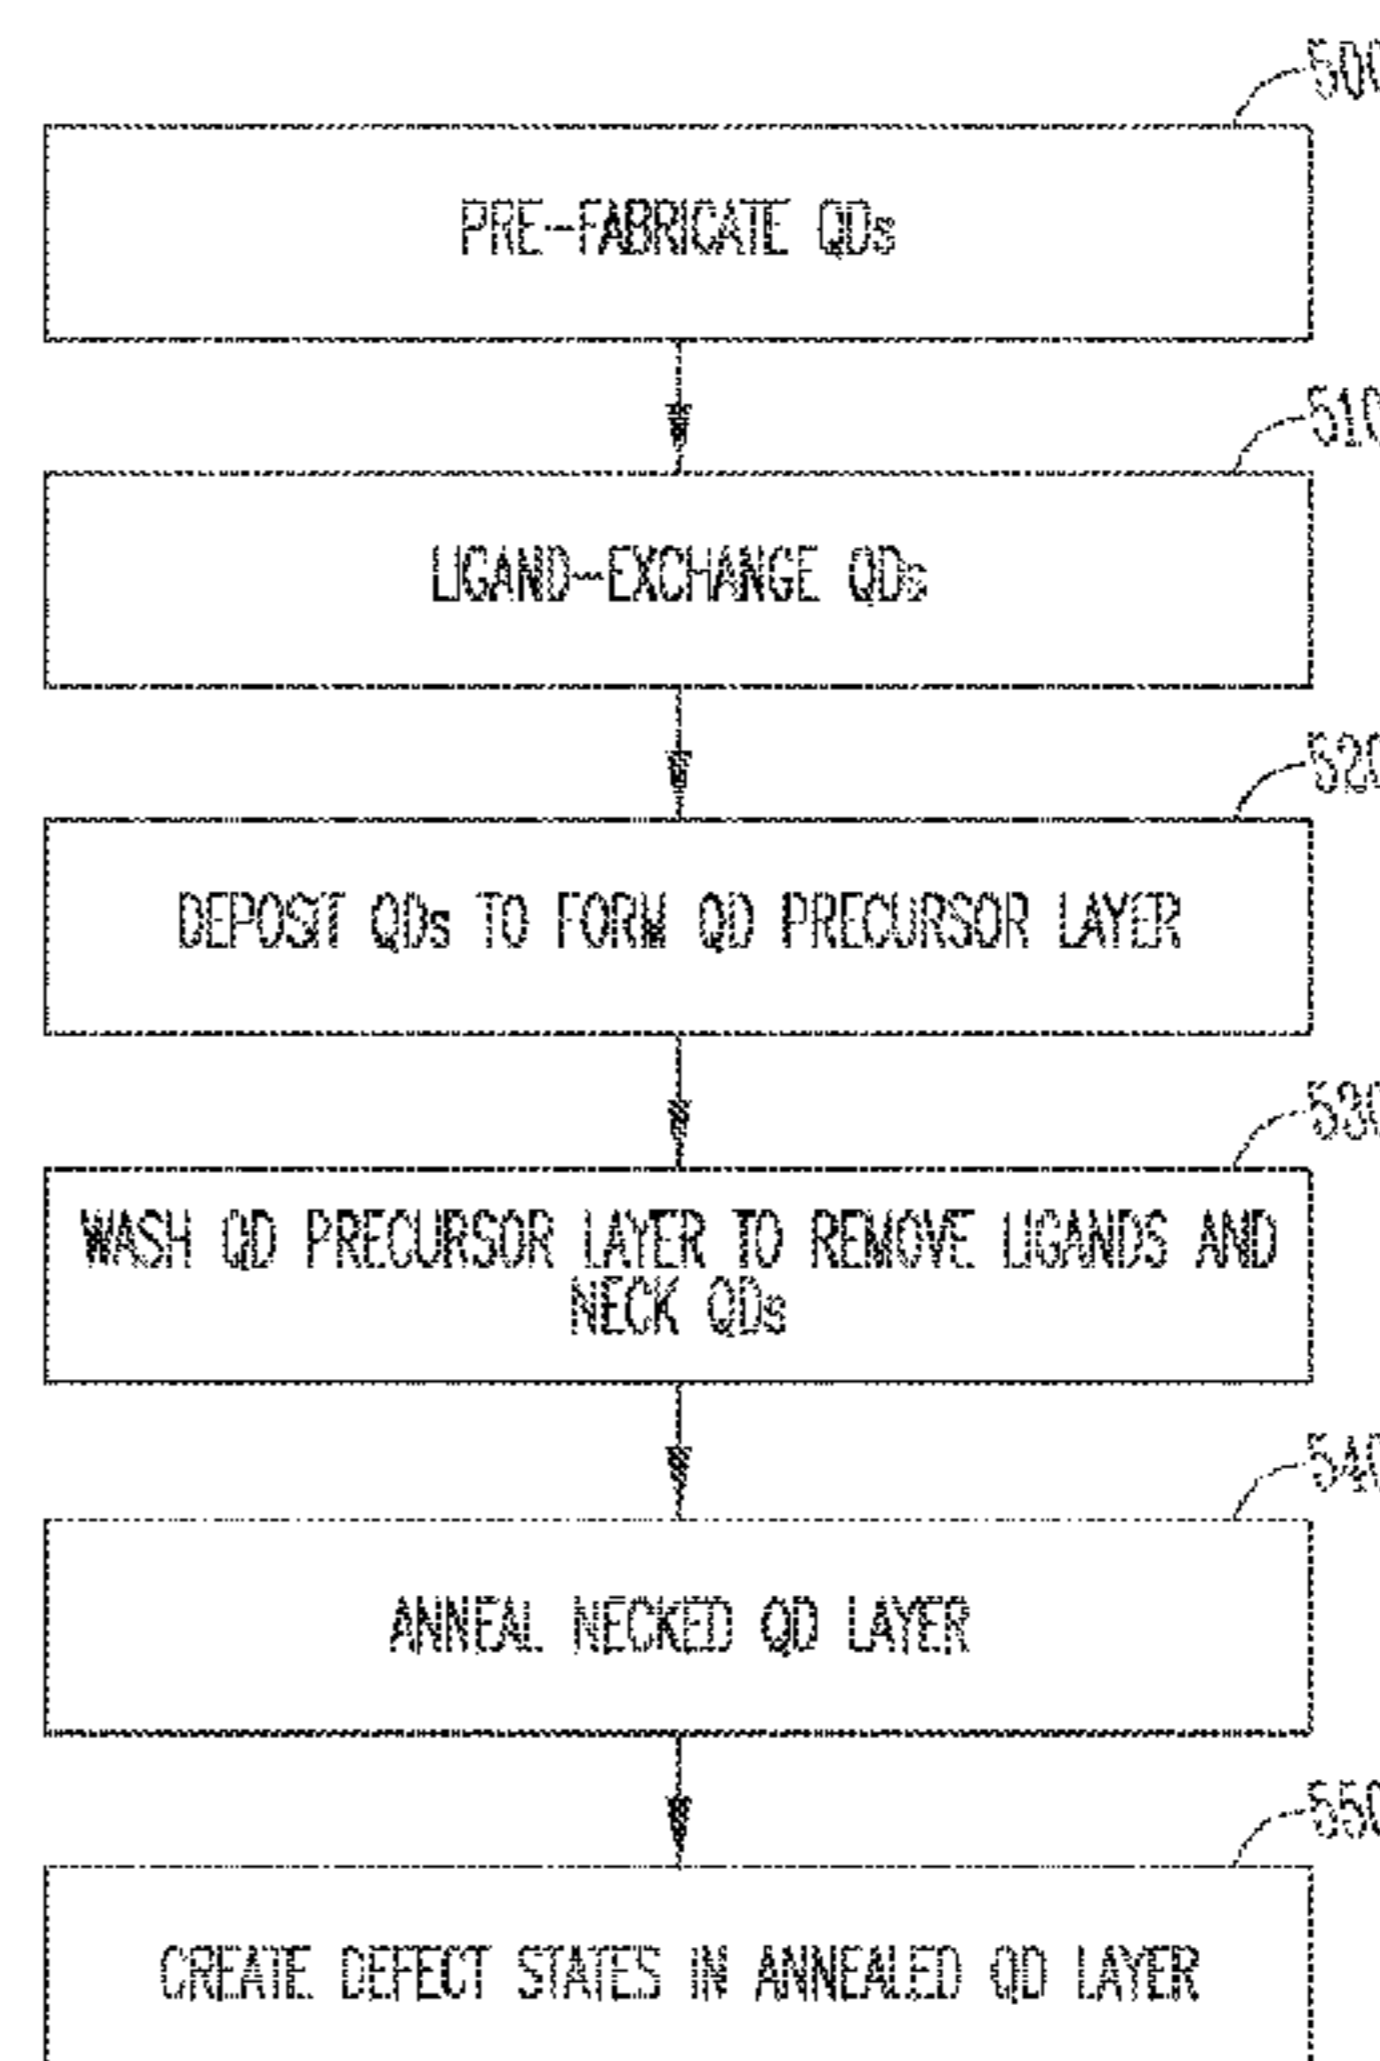 500
PRE-FABRICATE QDs
510
LIGAND-EXCHANGE QDs
520
DEPOSIT QDs TO FORM QD PRECURSOR LAYER
530
WASH QD PRECURSOR LAYER TO REMOVE LIGANDS AND
NECK QDs
540
ANNEAL NECKED QD LAYER
550
CREATE DEFECT STATES IN ANNEALED QD LAYER